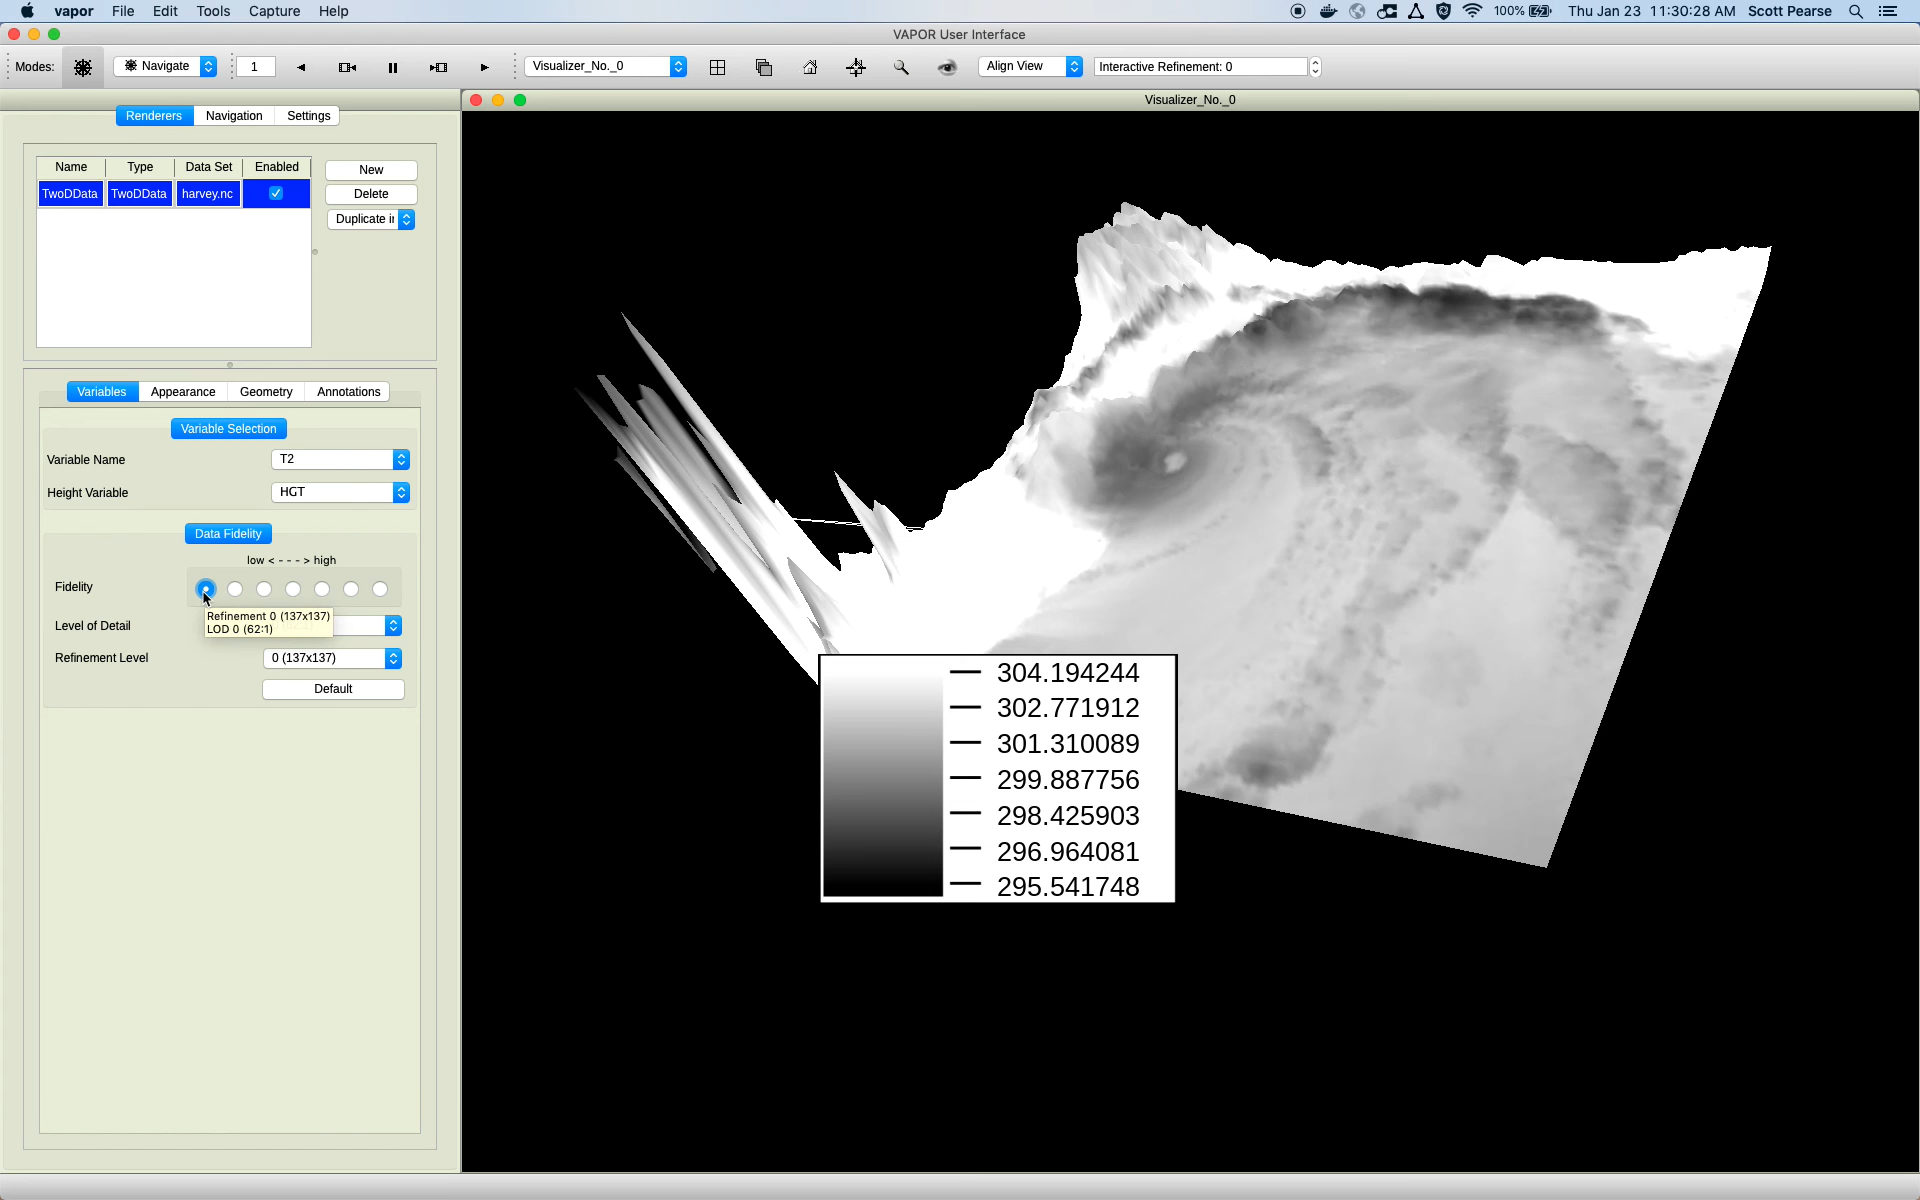 vapor File Edit Tools Capture Help 100% Thu Jan 23 11:30:28 AM Scott Pearse
VAPOR User Interface
Modes: Navigate 1 Visualizer_No._0 Align View Interactive Refinement: 0
Visualizer_No._0
Renderers Navigation Settings
Name Type Data Set Enabled
New
TwoDData TwoDData harvey.nc
Delete
Duplicate ir
Variables Appearance Geometry Annotations
Variable Selection
Variable Name T2
Height Variable HGT
Data Fidelity
low < - - - > high
Fidelity
Refinement 0 (137x137)
LOD 0 (62:1)
Level of Detail
Refinement Level 0 (137x137)
Default
304.194244
302.771912
301.310089
299.887756
298.425903
296.964081
295.541748